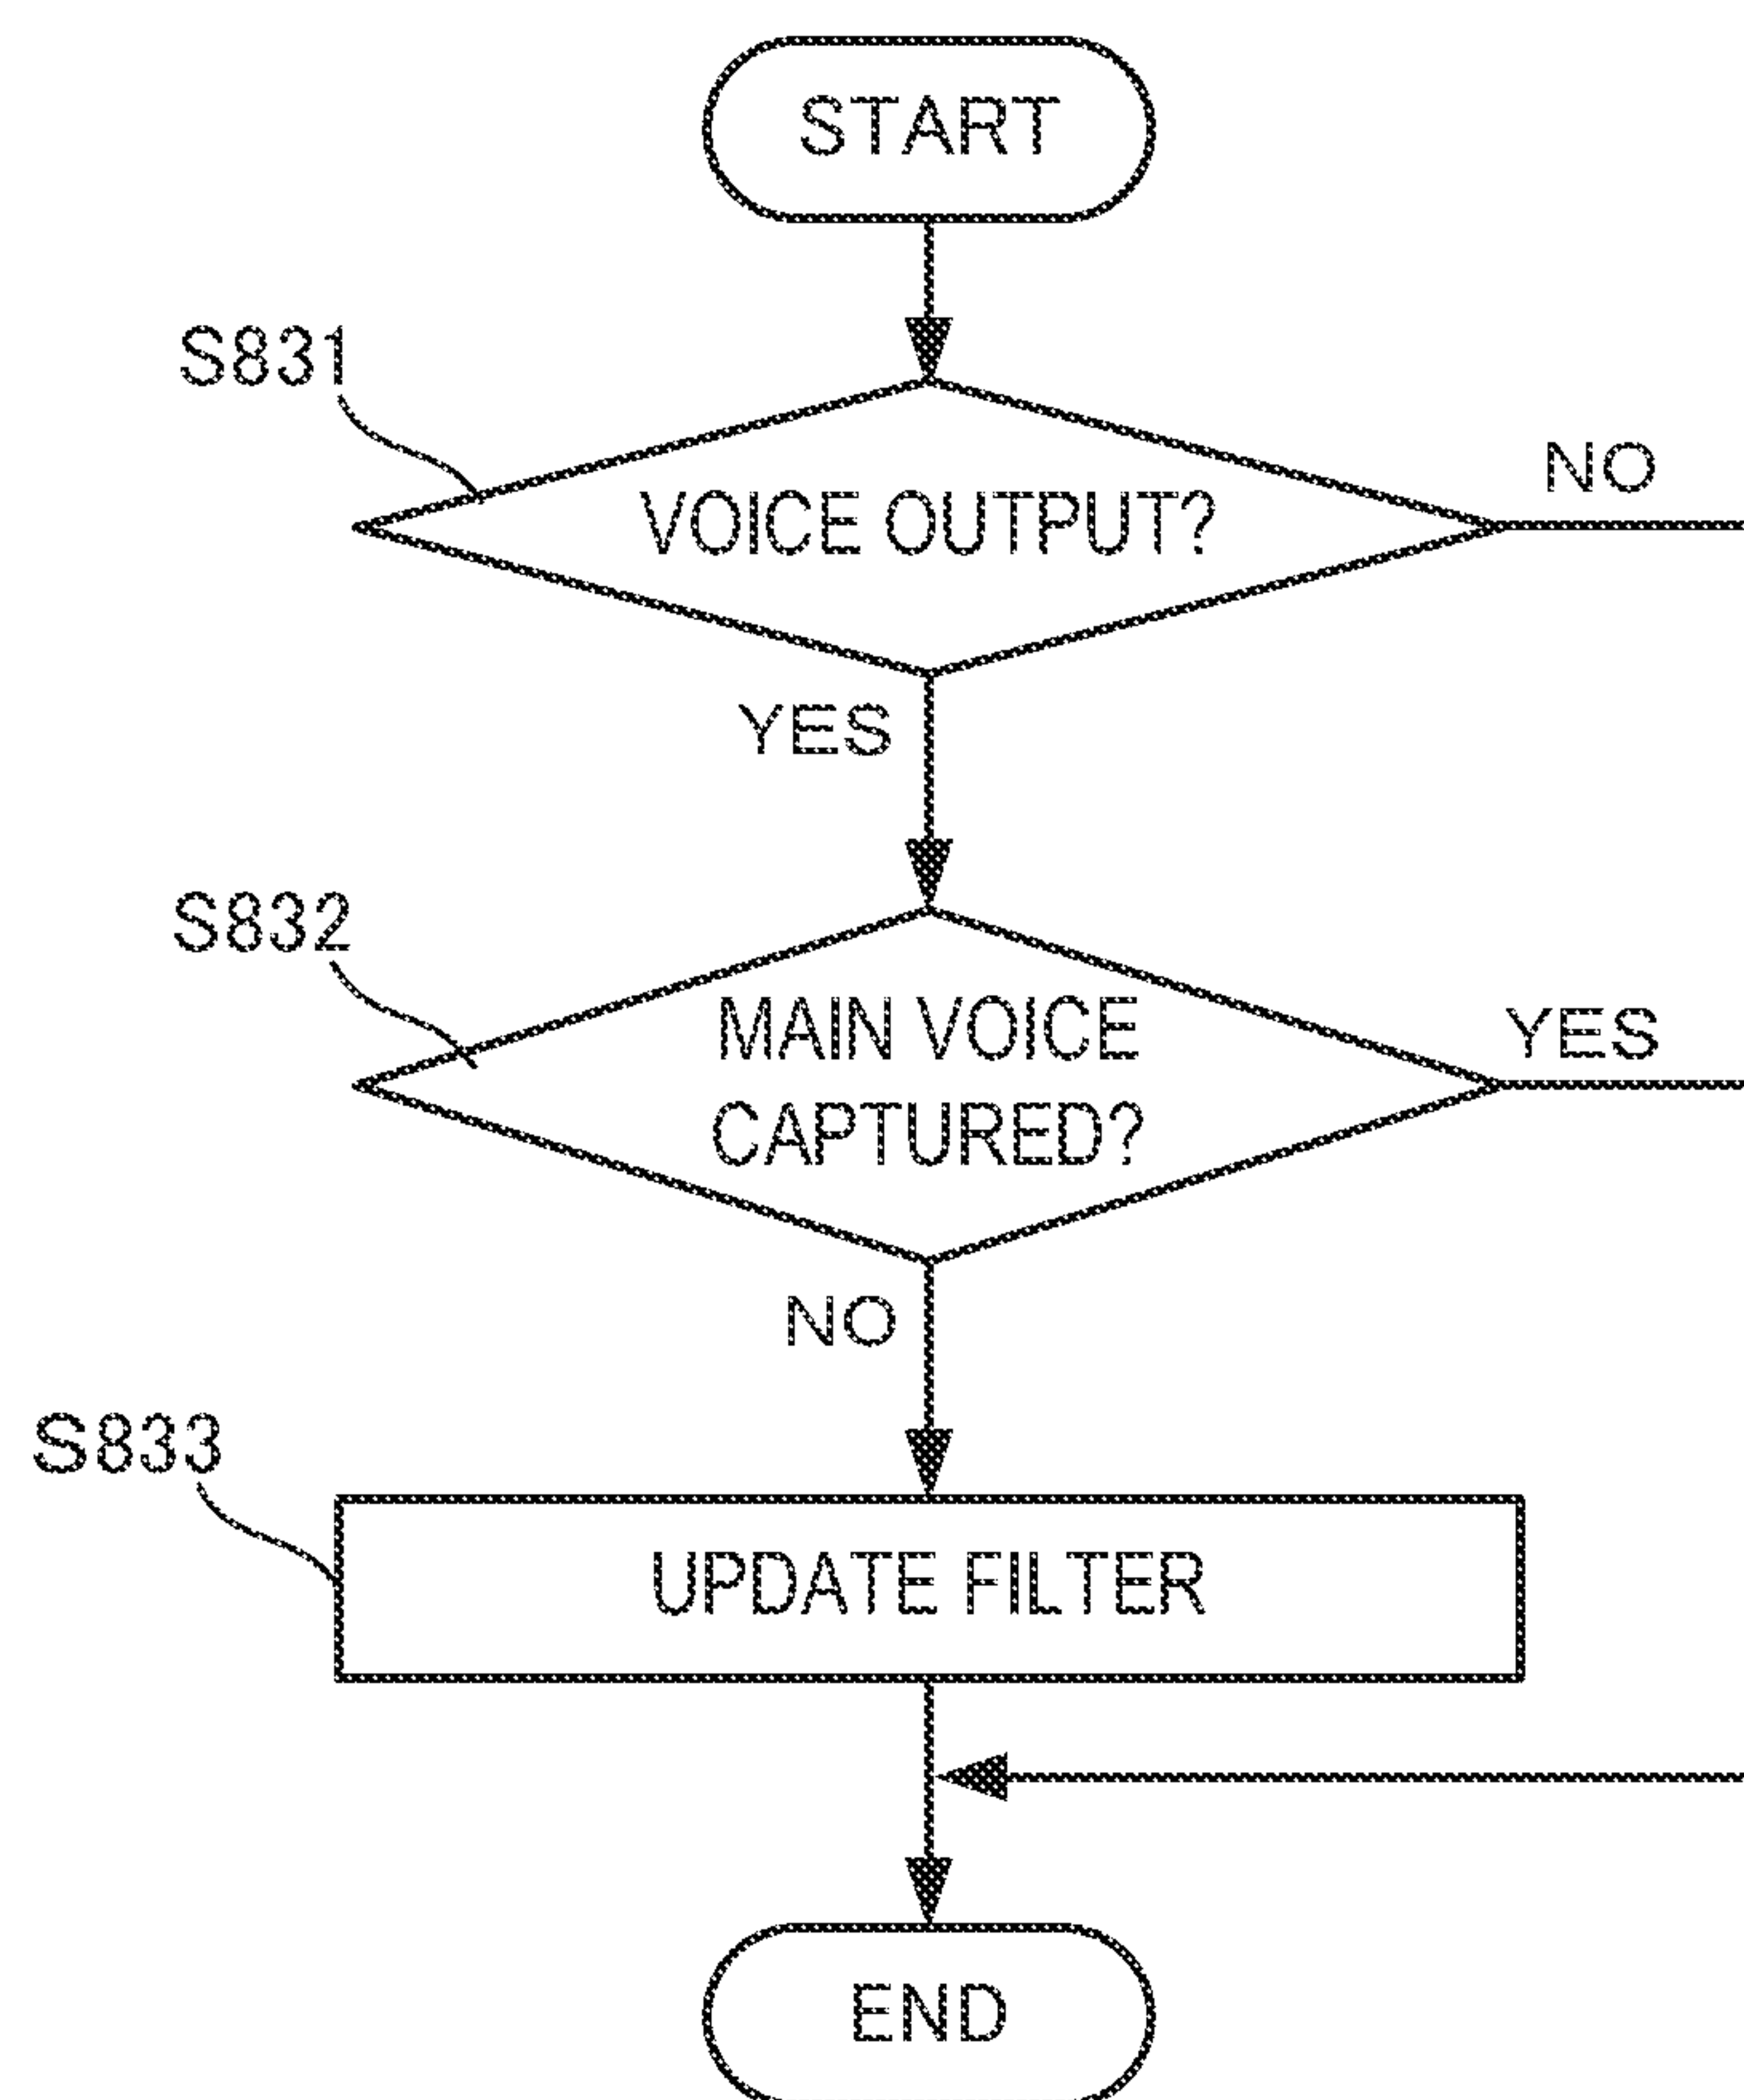 START
S831
VOICE OUTPUT?
NO
YES
S832
MAIN VOICE
CAPTURED?
YES
NO
S833
UPDATE FILTER
END